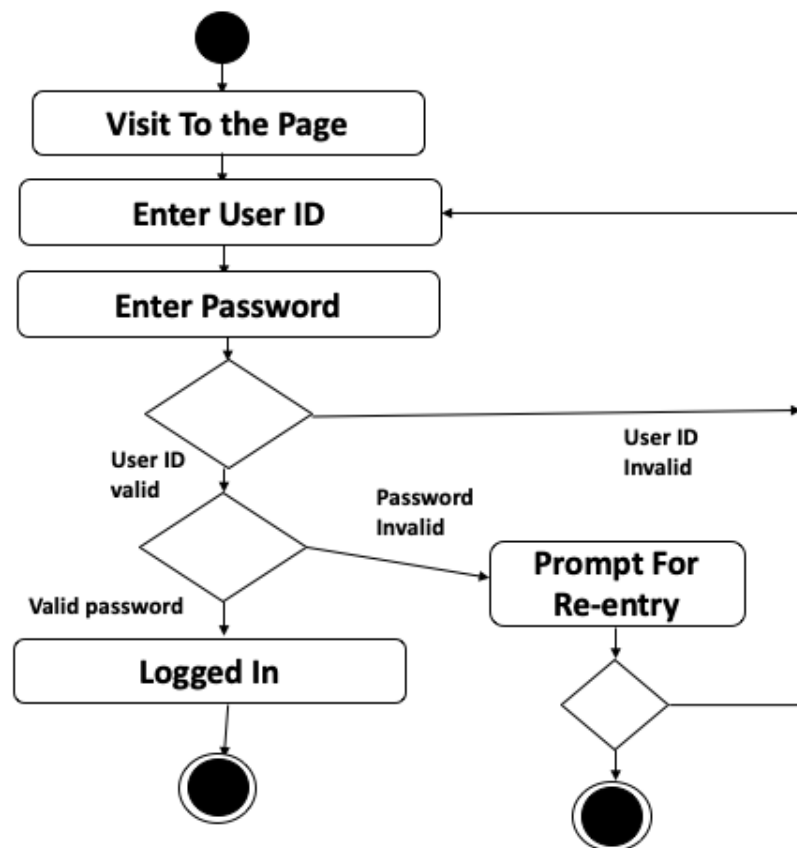 Visit To the Page
Enter User ID
Enter Password
User ID
Invalid
User ID
valid
Password
Invalid
Prompt For
Re-entry
Valid password
Logged In